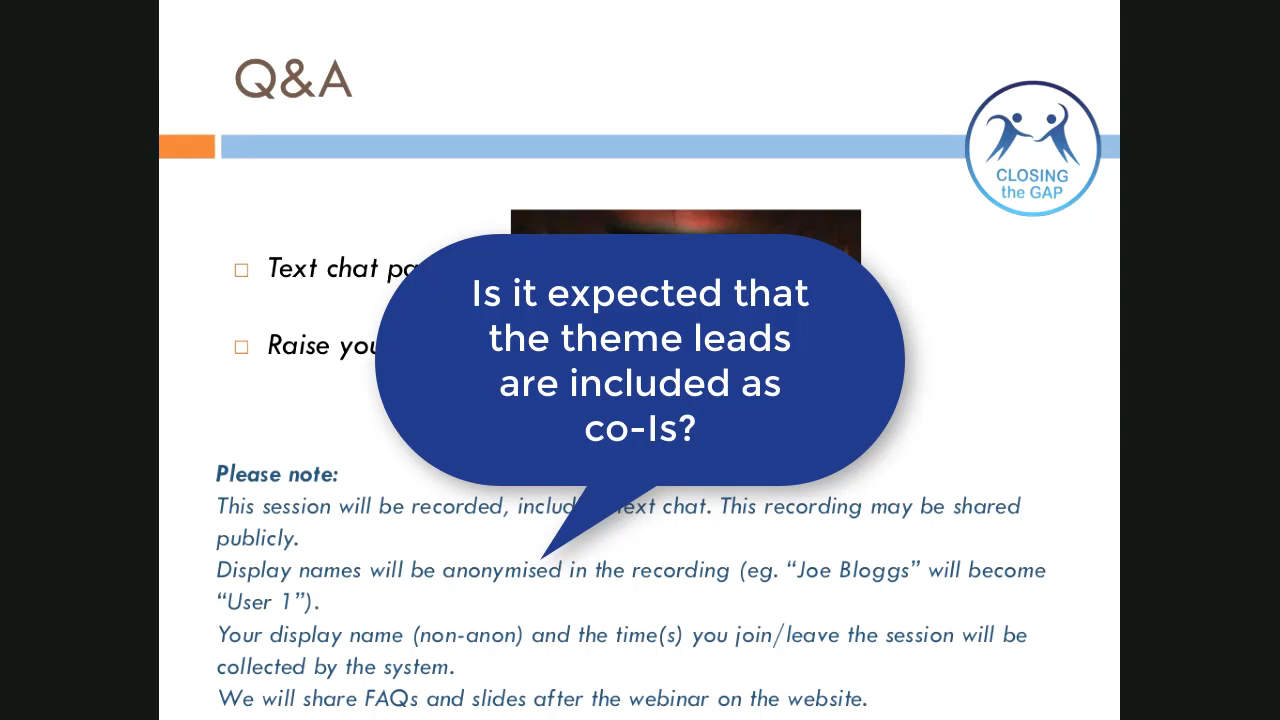 Q&A
CLOSING
the GAP
Text chat
Raise
Is it expected that
the theme leads
are included as
co-Is?
Please note:
This session will be recorded, text chat. This recording may be shared
publicly.
Display names will be anonymised in the recording (eg. “Joe Bloggs” will become
“User 1”).
Your display name (non-anon) and the time(s) you join/leave the session will be
collected by the system.
We will share FAQs and slides after the webinar on the website.